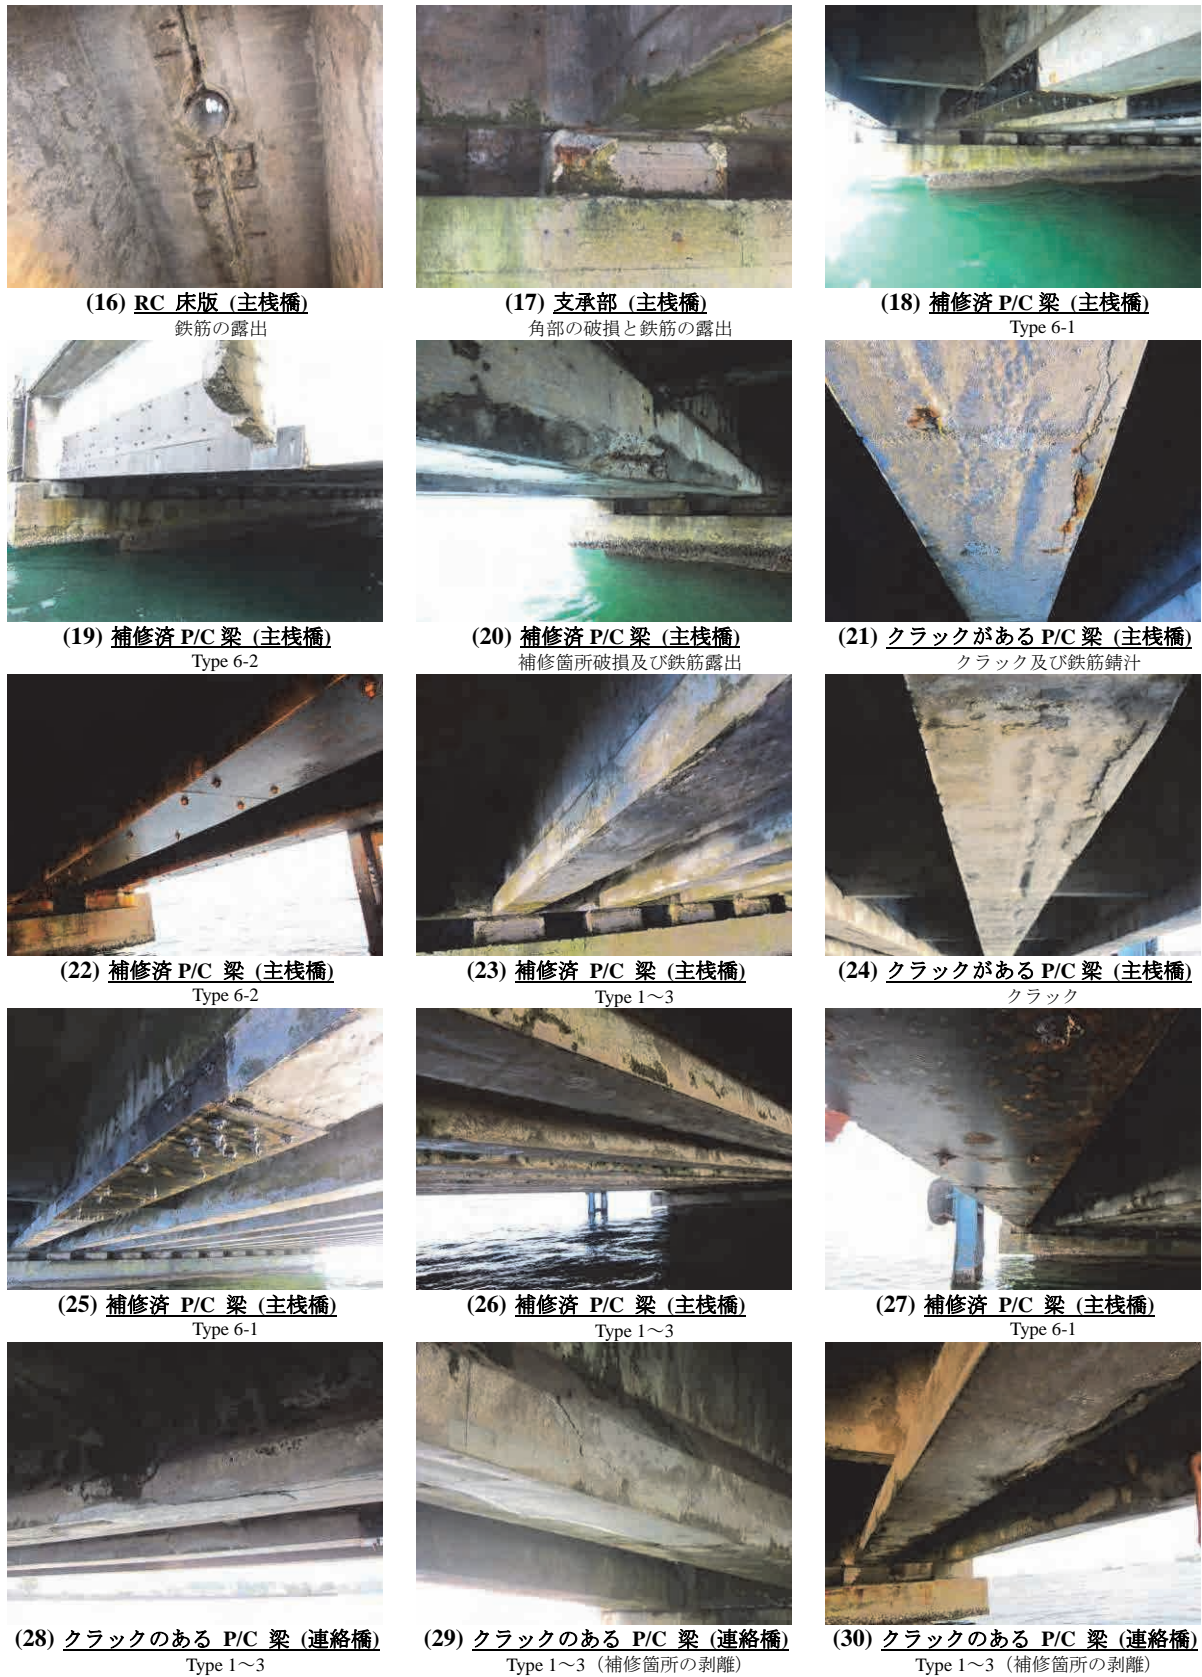 (16) RC 床版 (主桟橋)
鉄筋の露出
(17) 支承部 (主桟橋)
角部の破損と鉄筋の露出
(18) 補修済 P/C 梁 (主桟橋)
Type 6-1
(19) 補修済 P/C 梁 (主桟橋)
Type 6-2
(20) 補修済 P/C 梁 (主桟橋)
補修箇所破損及び鉄筋露出
(21) クラックがある P/C 梁 (主桟橋)
クラック及び鉄筋錆汁
(22) 補修済 P/C 梁 (主桟橋)
Type 6-2
(23) 補修済 P/C 梁 (主桟橋)
Type 1～3
(24) クラックがある P/C 梁 (主桟橋)
クラック
(25) 補修済 P/C 梁 (主桟橋)
Type 6-1
(26) 補修済 P/C 梁 (主桟橋)
Type 1～3
(27) 補修済 P/C 梁 (主桟橋)
Type 6-1
(28) クラックのある P/C 梁 (連絡橋)
Type 1～3
(29) クラックのある P/C 梁 (連絡橋)
Type 1～3（補修箇所の剥離）
(30) クラックのある P/C 梁 (連絡橋)
Type 1～3（補修箇所の剥離）